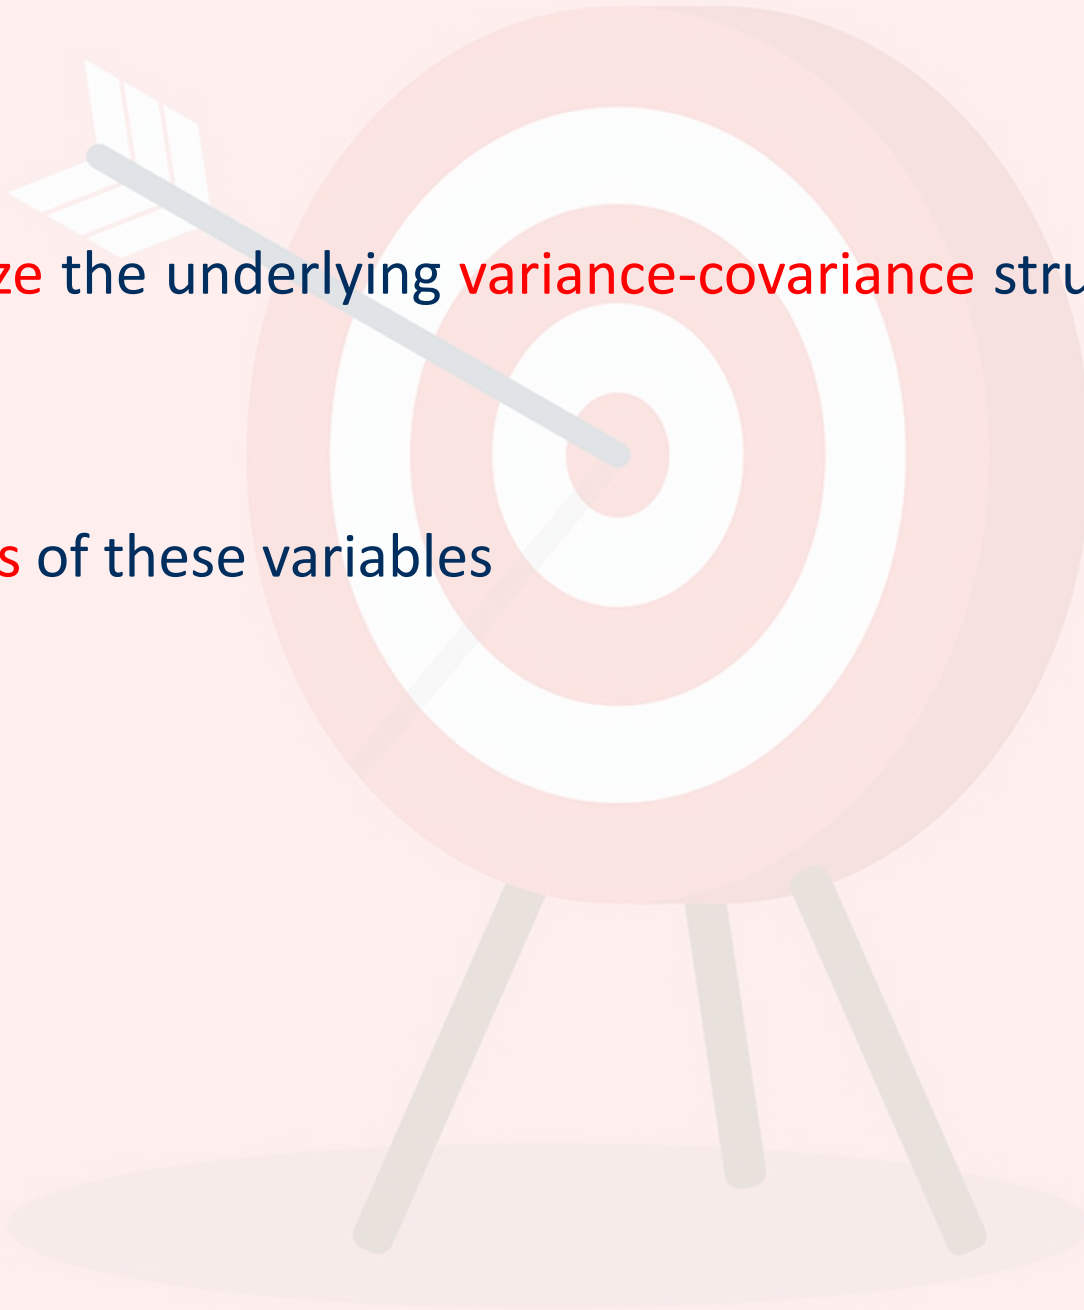 ze the underlying variance-covariance stru
s of these variables